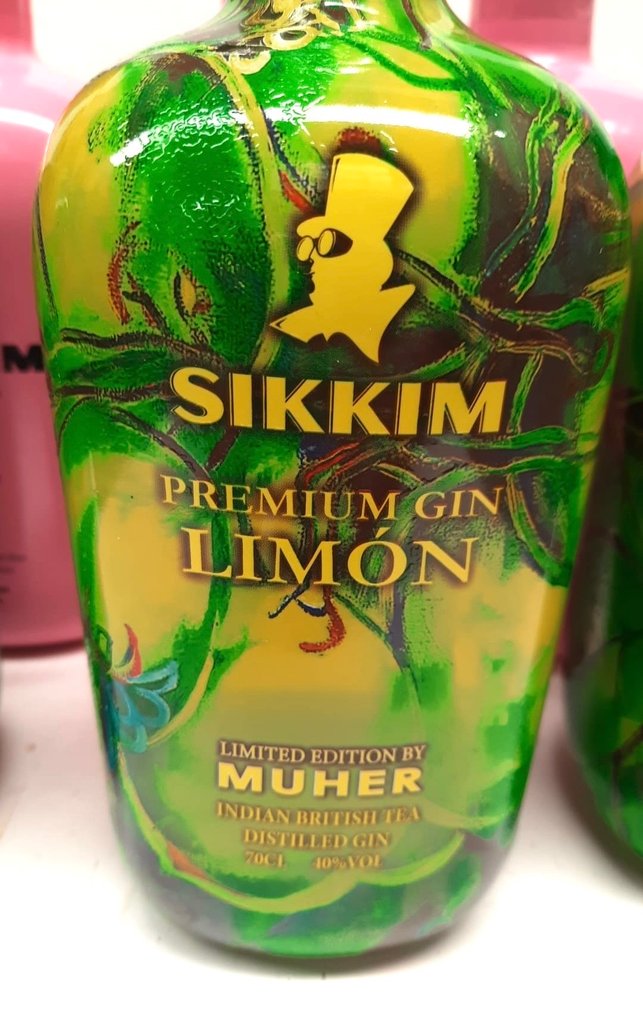 SIKKIM
PREMIUM GIN
LIMÓN
LIMITED EDITION BY
MUHER
INDIAN BRITISH TEA
DISTILLED GIN
70CL 40%VOL
M